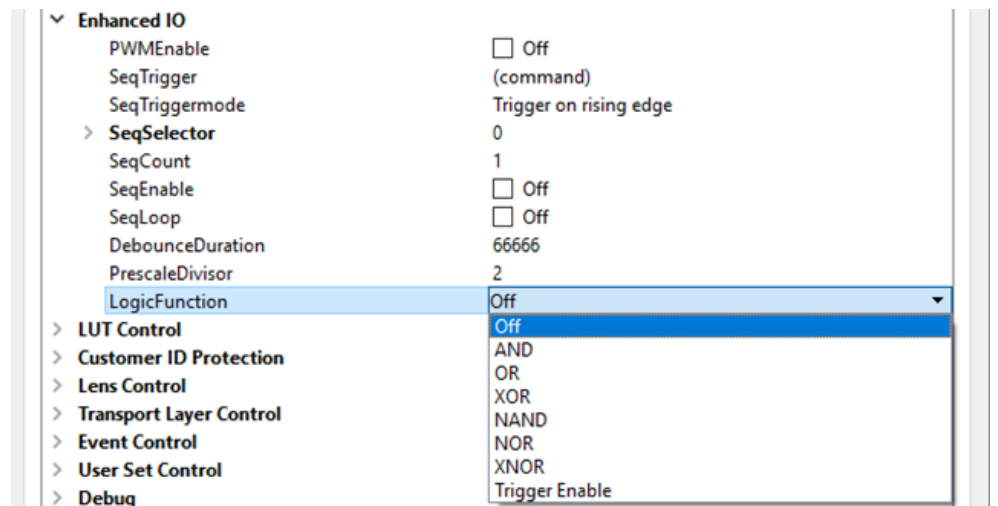 Enhanced IO
PWMEnable Off
SeqTrigger (command)
SeqTriggermode Trigger on rising edge
SeqSelector 0
SeqCount 1
SeqEnable Off
SeqLoop Off
DebounceDuration 66666
PrescaleDivisor 2
LogicFunction Off
LUT Control Off
Customer ID Protection AND
Lens Control OR
XOR
Transport Layer Control NAND
Event Control NOR
User Set Control XNOR
Debug Trigger Enable